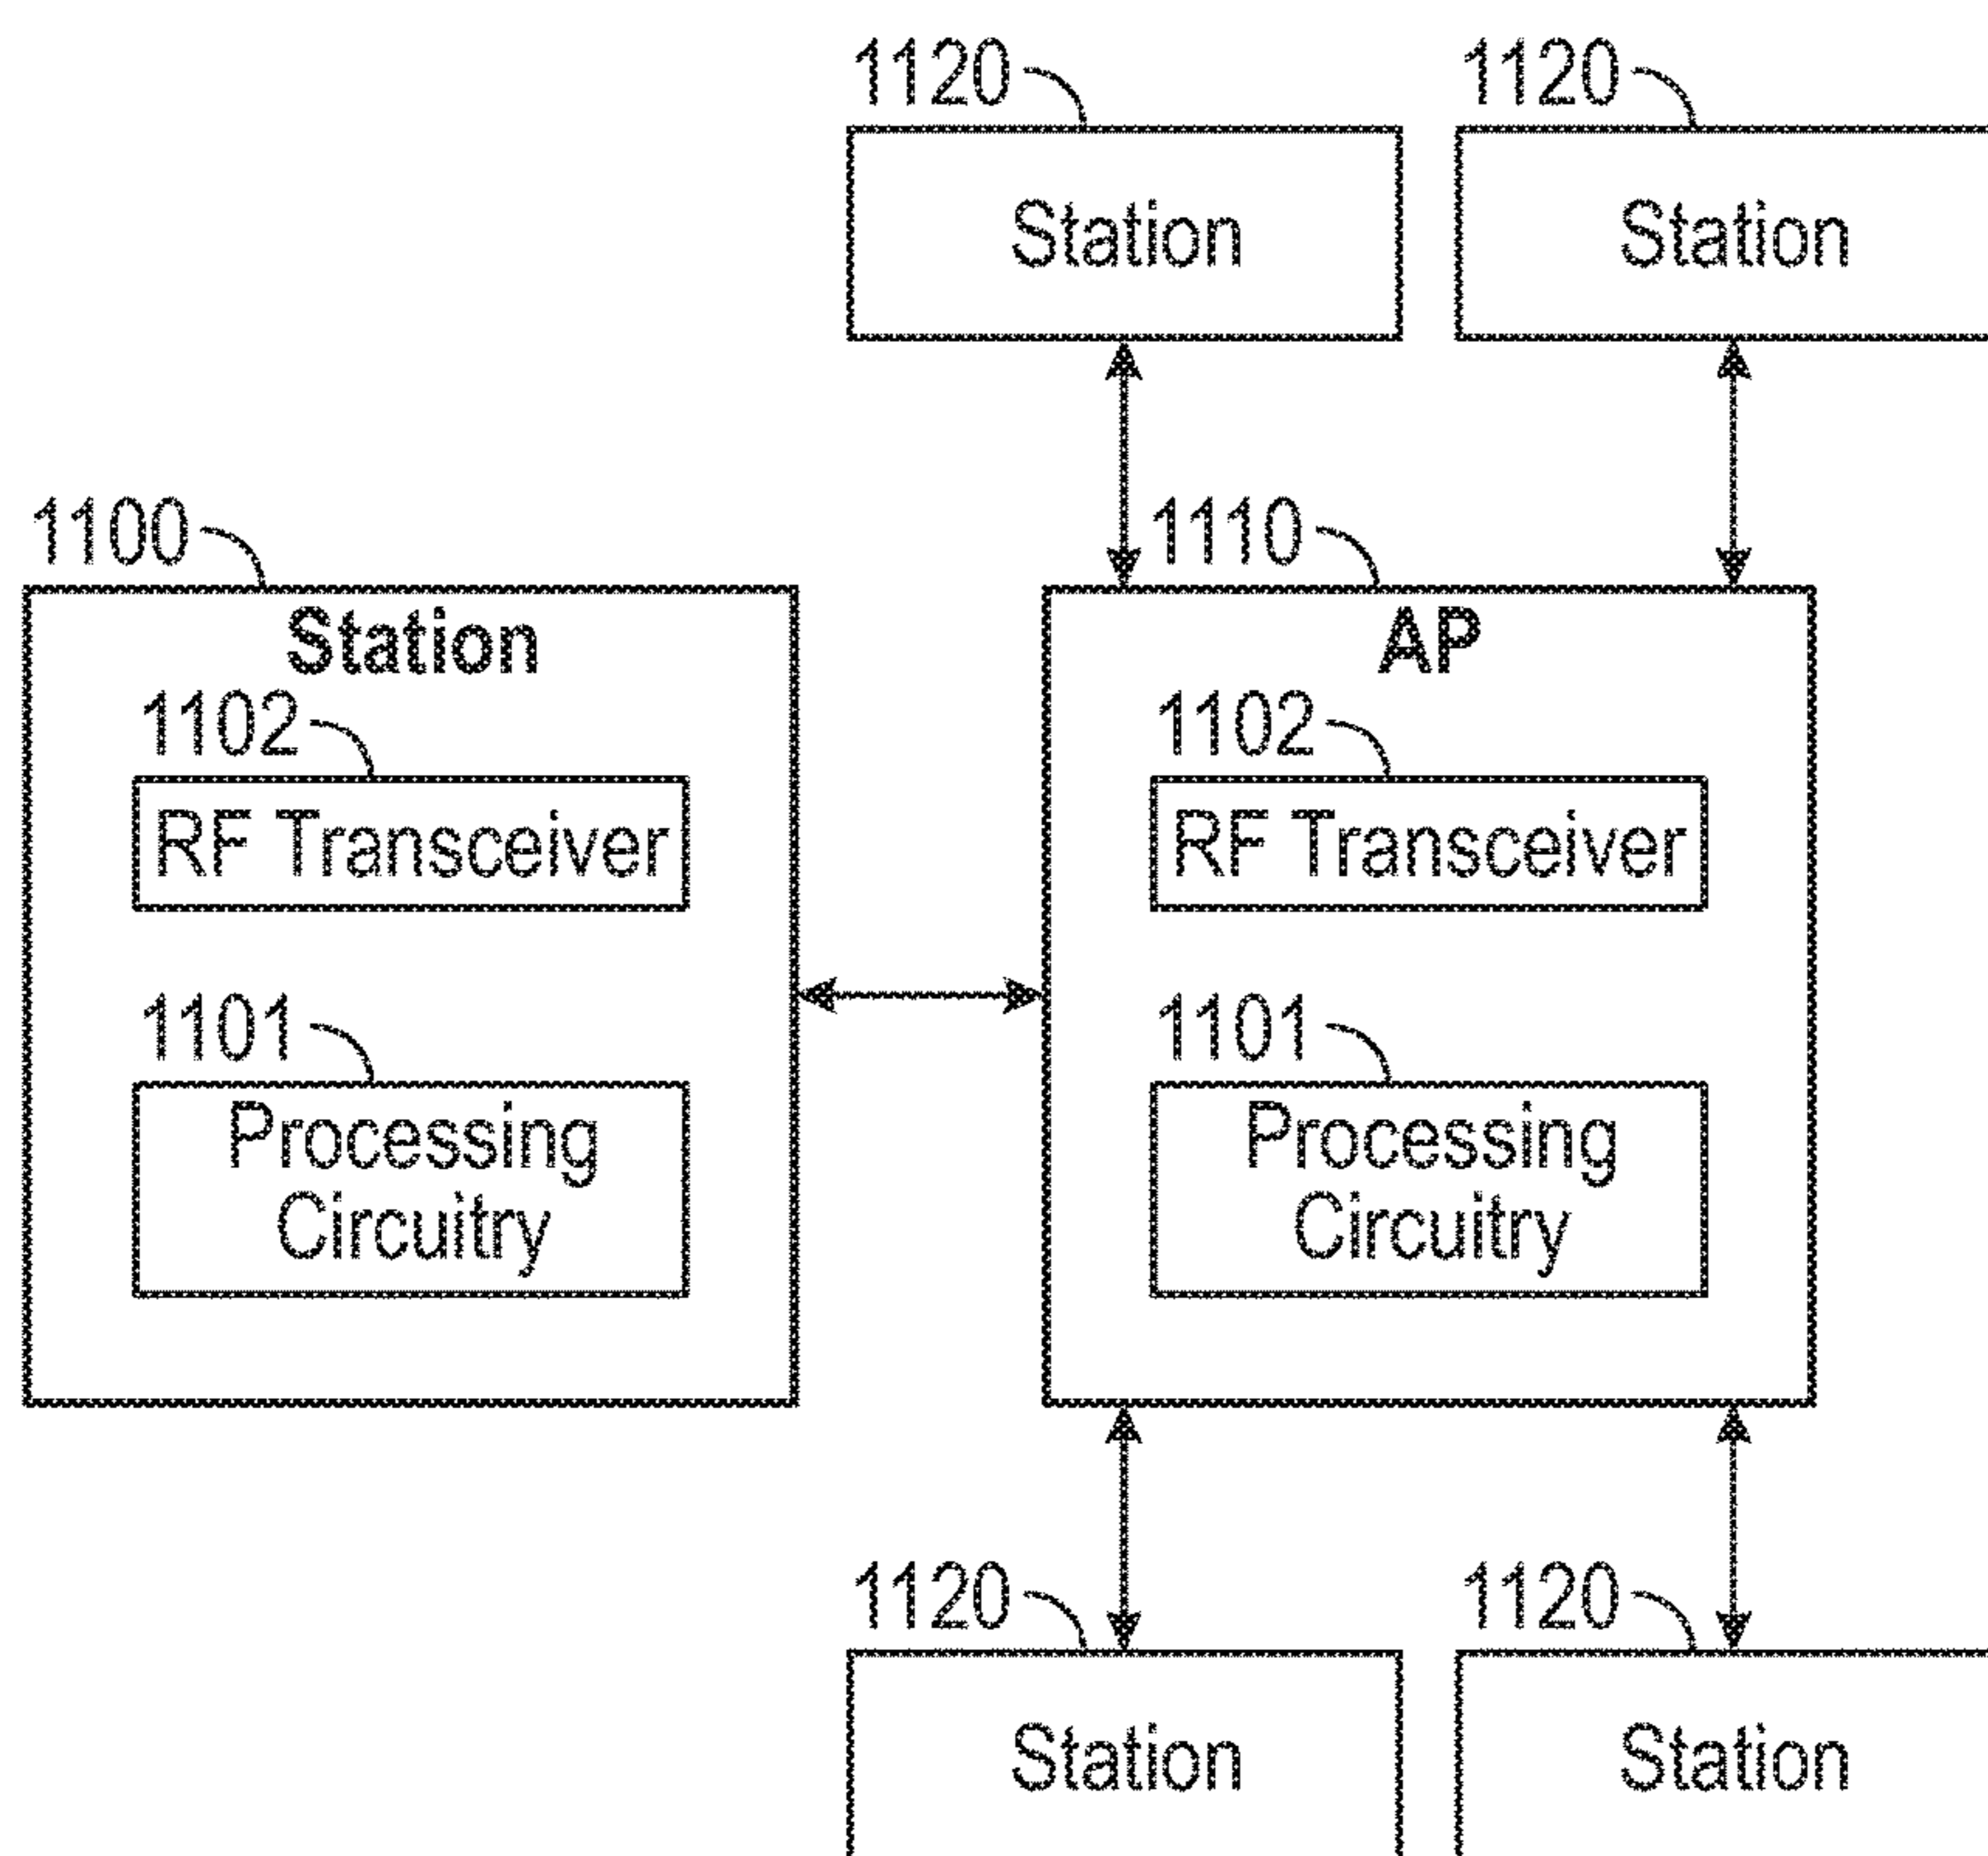 1120 1120
Station Station
1100 1110
Station AP
1102 1102
RF Transceiver RF Transceiver
1101 1101
Processing Processing
Circuitry Circuitry
1120 1120
Station Station